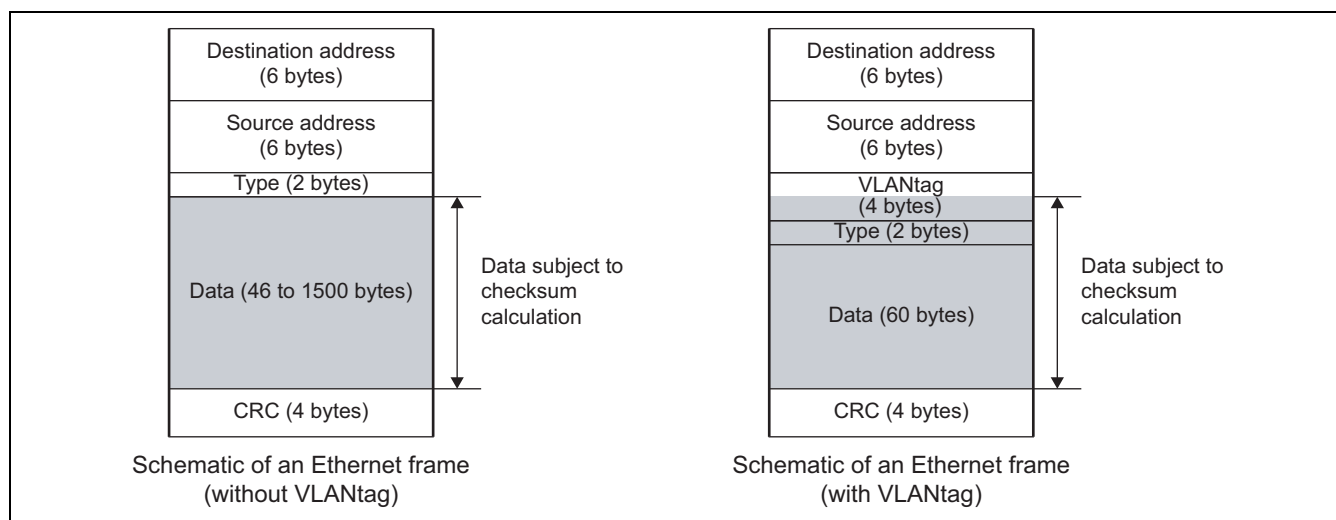 Destination address
(6 bytes)
Source address
(6 bytes)
Type (2 bytes)
Data (46 to 1500 bytes)
CRC (4 bytes)
Data subject to
checksum
calculation
Schematic of an Ethernet frame
(without VLANtag)
Destination address
(6 bytes)
Source address
(6 bytes)
VLANtag
(4 bytes)
Type (2 bytes)
Data (60 bytes)
CRC (4 bytes)
Data subject to
checksum
calculation
Schematic of an Ethernet frame
(with VLANtag)